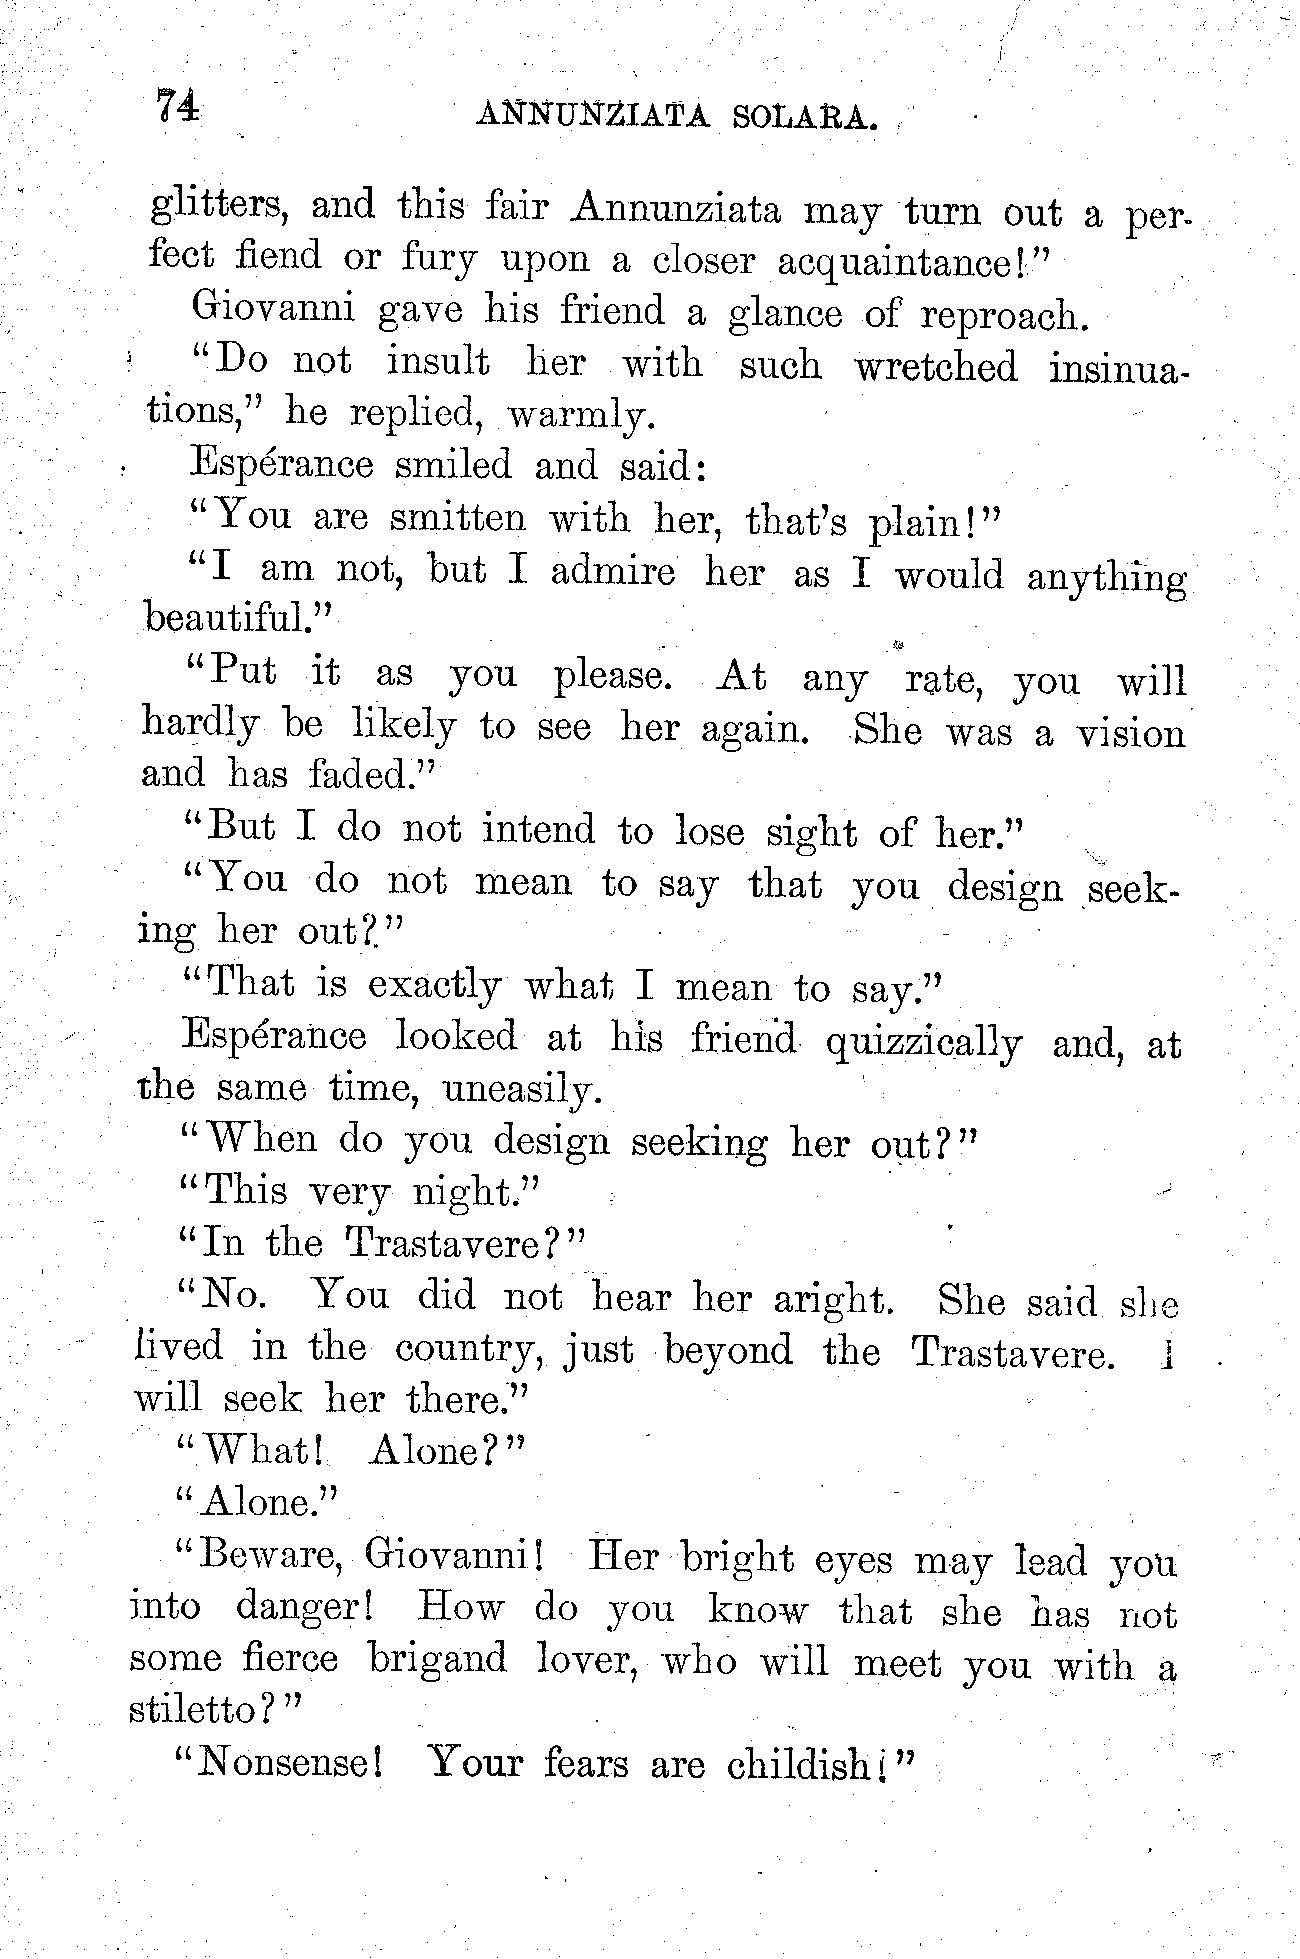 74 ANNUNZIATA SOLARA.
glitters, and this fair Annunziata may turn out a per-
fect fiend or fury upon a closer acquaintance!”
Giovanni gave his friend a glance of reproach.
“Do not insult her with such wretched insinua-
tions,” he replied, warmly.
Espérance smiled and said:
“You are smitten with her, that’s plain!”
“I am not, but I admire her as I would anything
beautiful.”
“Put it as you please. At any rate, you will
hardly be likely to see her again. She was a vision
and has faded.”
“But I do not intend to lose sight of her.”
“You do not mean to say that you design seek-
ing her out?”
“That is exactly what I mean to say.”
Espérance looked at his friend quizzically and, at
the same time, uneasily.
“When do you design seeking her out?”
“This very night.”
“In the Trastavere?”
“No. You did not hear her aright. She said she
lived in the country, just beyond the Trastavere. I
will seek her there.”
“What! Alone?”
“Alone.”
“Beware, Giovanni! Her bright eyes may lead you
into danger! How do you know that she has not
some fierce brigand lover, who will meet you with a
stiletto?”
“Nonsense! Your fears are childish!”